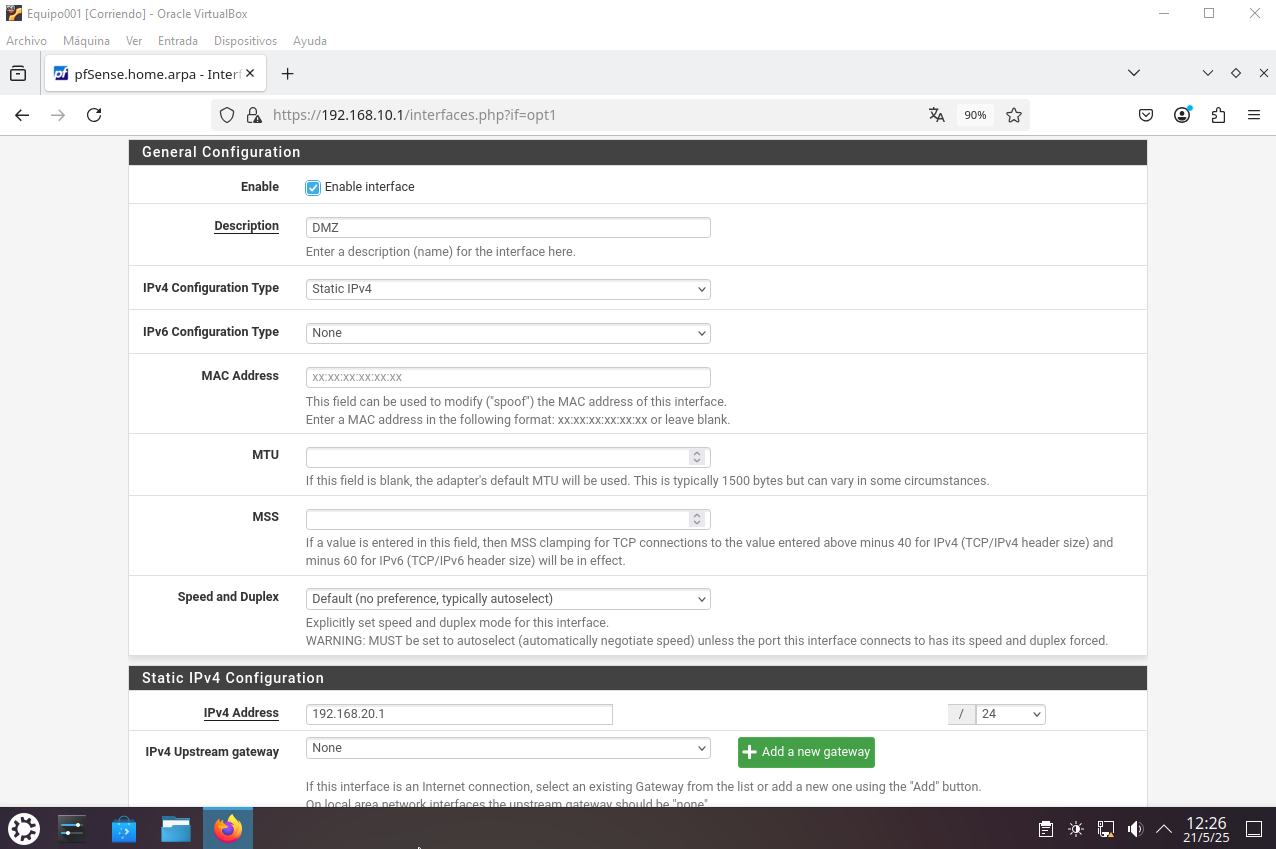 Equipo001 [Corriendo] - Oracle VirtualBox
Archivo Máquina Ver Entrada Dispositivos Ayuda
pfSense.home.arpa - Interf
https://192.168.10.1/interfaces.php?if=opt1
90%
General Configuration
Enable
Enable interface
Description
DMZ
Enter a description (name) for the interface here.
IPv4 Configuration Type
Static IPv4
IPv6 Configuration Type
None
MAC Address
xx:xx:xx:xx:xx:xx
This field can be used to modify ("spoof") the MAC address of this interface.
Enter a MAC address in the following format: xx:xx:xx:xx:xx:xx or leave blank.
MTU
If this field is blank, the adapter's default MTU will be used. This is typically 1500 bytes but can vary in some circumstances.
MSS
If a value is entered in this field, then MSS clamping for TCP connections to the value entered above minus 40 for IPv4 (TCP/IPv4 header size) and
minus 60 for IPv6 (TCP/IPv6 header size) will be in effect.
Speed and Duplex
Default (no preference, typically autoselect)
Explicitly set speed and duplex mode for this interface.
WARNING: MUST be set to autoselect (automatically negotiate speed) unless the port this interface connects to has its speed and duplex forced.
Static IPv4 Configuration
IPv4 Address
192.168.20.1
/ 24
IPv4 Upstream gateway
None
Add a new gateway
If this interface is an Internet connection, select an existing Gateway from the list or add a new one using the "Add" button.
On local area network interfaces the upstream gateway should be "none".
12:26
21/5/25